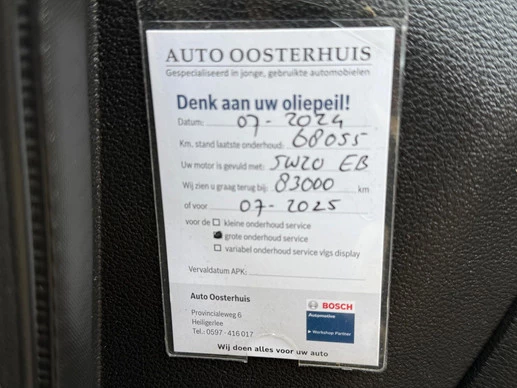 AUTO OOSTERHUIS
Gespecialiseerd in jonge, gebruikte automobielen
Denk aan uw oliepeil!
Datum: 07-2024
Km. stand laatste onderhoud: 68055
Uw motor is gevuld met: 5W20 EB
Wij zien u graag terug bij: 83000 km
of voor 07-2025
voor de kleine onderhoud service
grote onderhoud service
variabel onderhoud service vlgs display
Vervaldatum APK:
Auto Oosterhuis
Provincialeweg 6
Heiligerlee
Tel.: 0597 - 416 017
BOSCH
Automotive
Workshop Partner
Wij doen alles voor uw auto